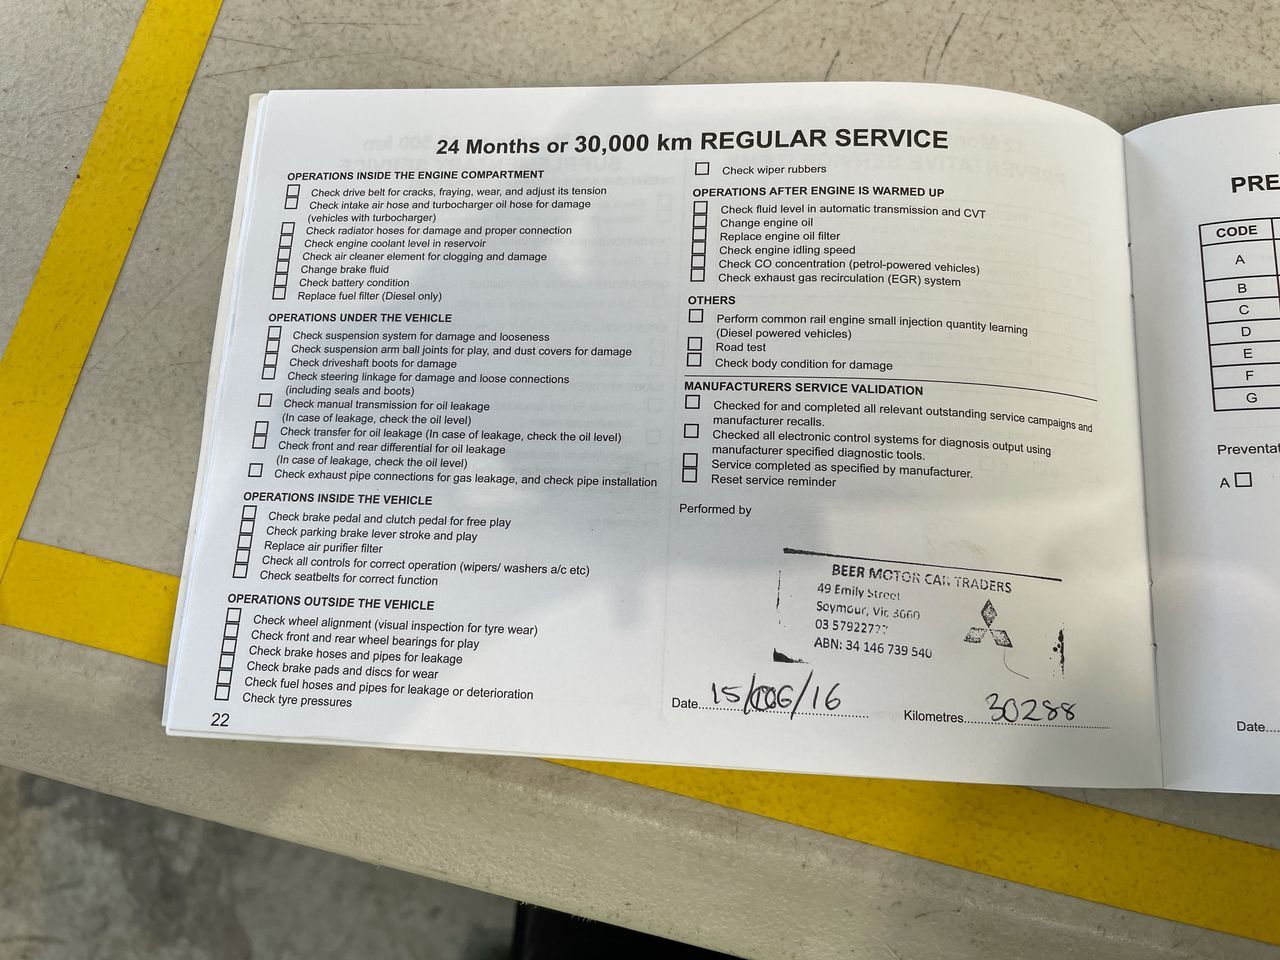 24 Months or 30,000 km REGULAR SERVICE
OPERATIONS INSIDE THE ENGINE COMPARTMENT
Check drive belt for cracks, fraying, wear, and adjust its tension
Check intake air hose and turbocharger oil hose for damage
(vehicles with turbocharger)
Check radiator hoses for damage and proper connection
Check engine coolant level in reservoir
Check air cleaner element for clogging and damage
Change brake fluid
Check battery condition
Replace fuel filter (Diesel only)
OPERATIONS UNDER THE VEHICLE
Check suspension system for damage and looseness
Check suspension arm ball joints for play, and dust covers for damage
Check driveshaft boots for damage
Check steering linkage for damage and loose connections
(including seals and boots)
Check manual transmission for oil leakage
(In case of leakage, check the oil level)
Check transfer for oil leakage (In case of leakage, check the oil level)
Check front and rear differential for oil leakage
(In case of leakage, check the oil level)
Check exhaust pipe connections for gas leakage, and check pipe installation
OPERATIONS INSIDE THE VEHICLE
Check brake pedal and clutch pedal for free play
Check parking brake lever stroke and play
Replace air purifier filter
Check all controls for correct operation (wipers/ washers a/c etc)
Check seatbelts for correct function
OPERATIONS OUTSIDE THE VEHICLE
Check wheel alignment (visual inspection for tyre wear)
Check front and rear wheel bearings for play
Check brake hoses and pipes for leakage
Check brake pads and discs for wear
Check fuel hoses and pipes for leakage or deterioration
Check tyre pressures
22
Check wiper rubbers
OPERATIONS AFTER ENGINE IS WARMED UP
Check fluid level in automatic transmission and CVT
Change engine oil
Replace engine oil filter
Check engine idling speed
Check CO concentration (petrol-powered vehicles)
Check exhaust gas recirculation (EGR) system
OTHERS
Perform common rail engine small injection quantity learning
(Diesel powered vehicles)
Road test
Check body condition for damage
MANUFACTURERS SERVICE VALIDATION
Checked for and completed all relevant outstanding service campaigns and
manufacturer recalls.
Checked all electronic control systems for diagnosis output using
manufacturer specified diagnostic tools.
Service completed as specified by manufacturer.
Reset service reminder
Performed by
BEER MOTOR CAR TRADERS
49 Emily Street
Seymour, Vic 3660
03 57922777
ABN: 34 146 739 540
Date 15/06/16
Kilometres 30288
PRE
CODE
A
B
C
D
E
F
G
Preventat
A
Date